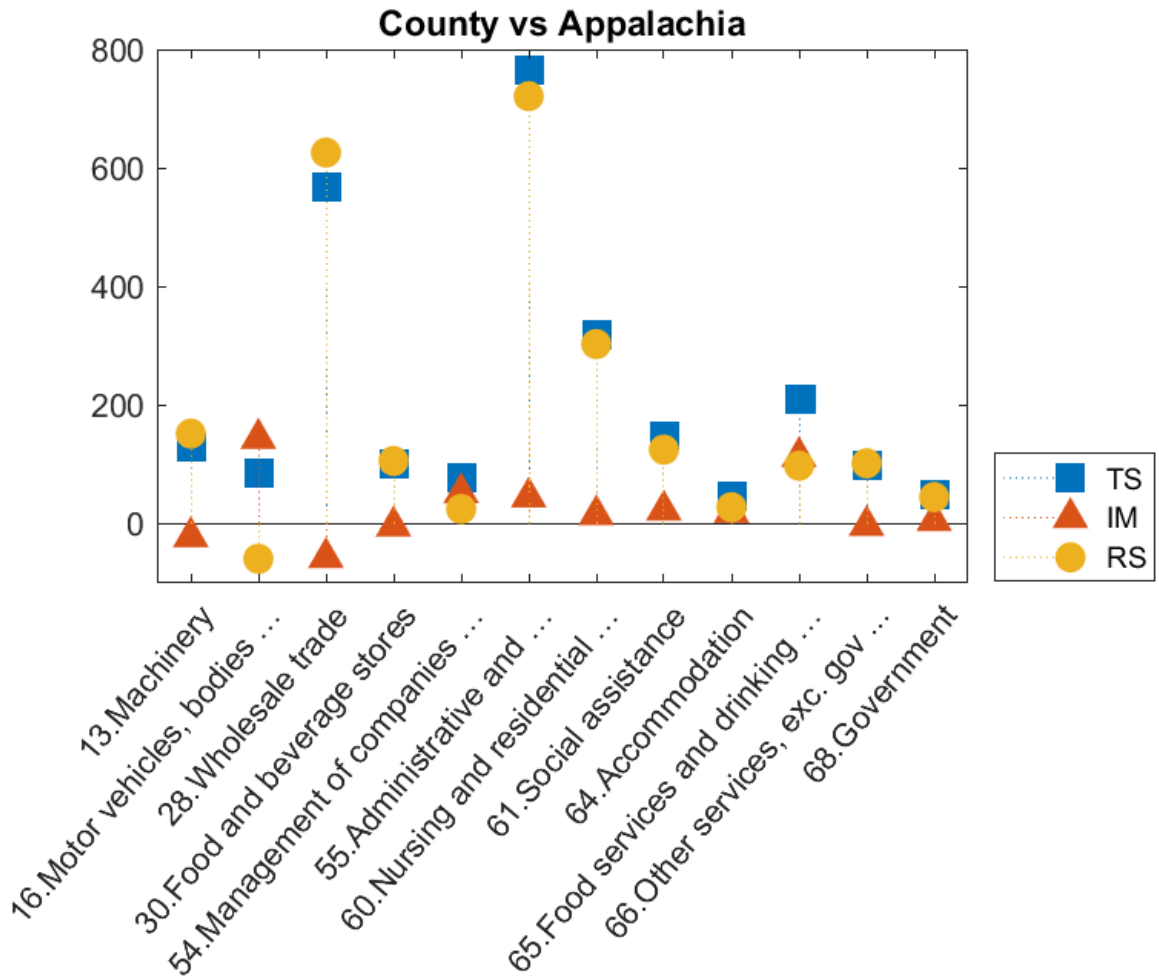 County vs Appalachia
800
600
400
200
0
13.Machinery
16.Motor vehicles, bodies ...
28.Wholesale trade
30.Food and beverage stores
54.Management of companies ...
55.Administrative and ...
60.Nursing and residential ...
61.Social assistance
64.Accommodation
65.Food services and drinking ...
66.Other services, exc. gov ...
68.Government
TS
IM
RS